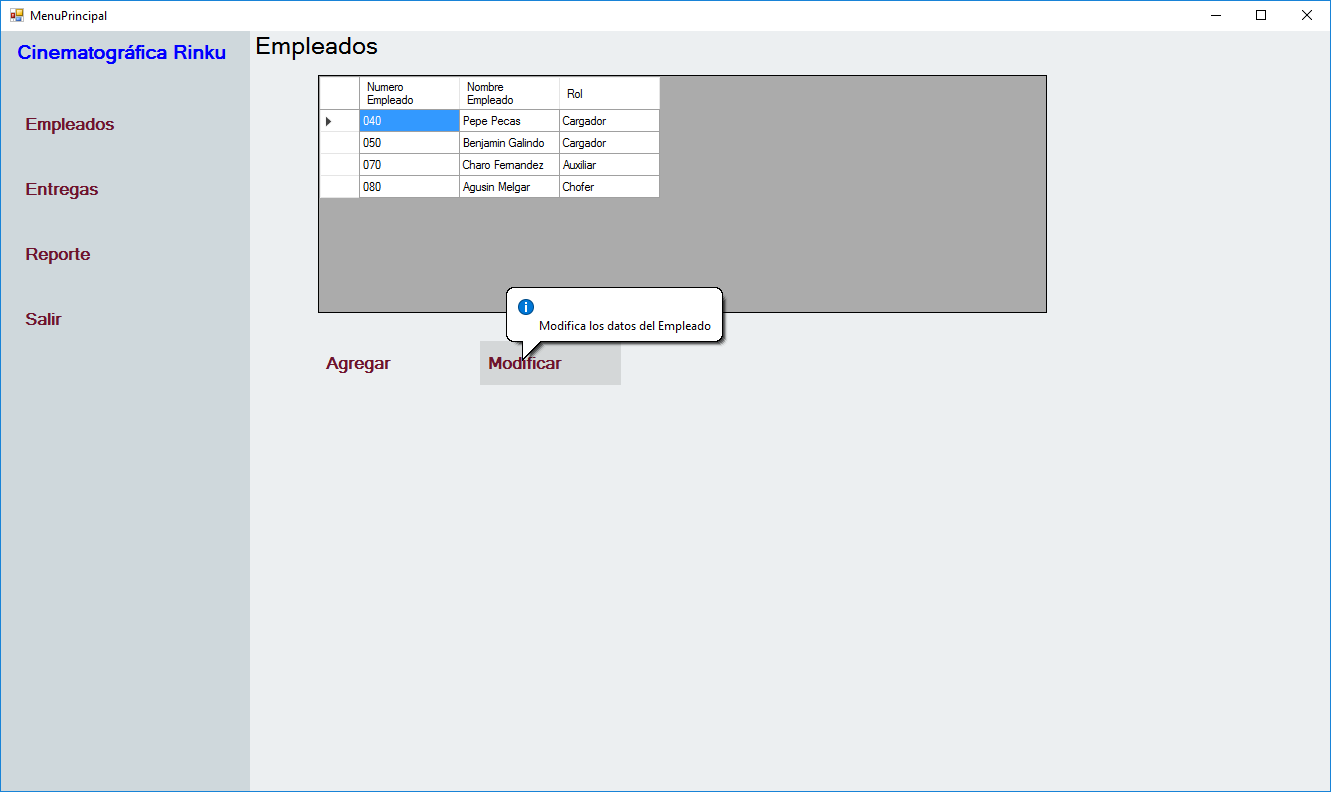 MenuPrincipal
Cinematográfica Rinku
Empleados
Entregas
Reporte
Salir
Empleados
Numero Empleado
Nombre Empleado
Rol
040 Pepe Pecas Cargador
050 Benjamin Galindo Cargador
070 Charo Fernandez Auxiliar
080 Agusin Melgar Chofer
Modifica los datos del Empleado
Agregar
Modificar